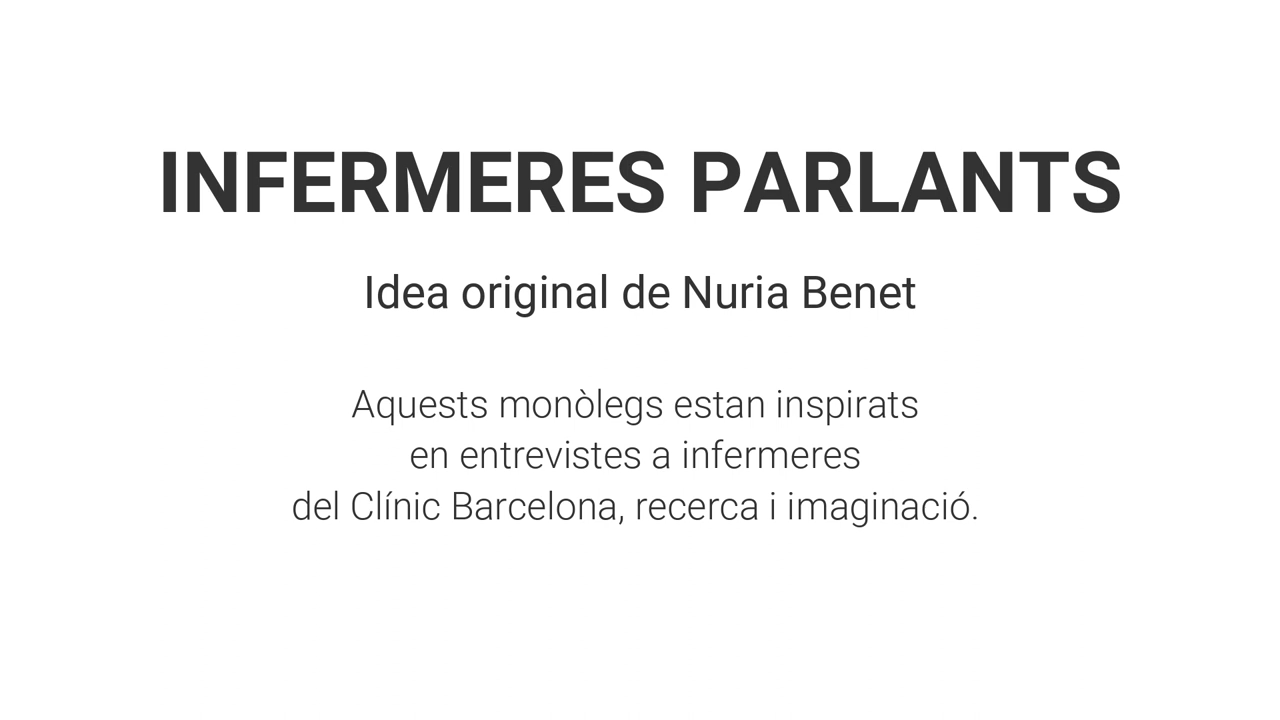 INFERMERES PARLANTS
Idea original de Nuria Benet
Aquests monòlegs estan inspirats
en entrevistes a infermeres
del Clínic Barcelona, recerca i imaginació.